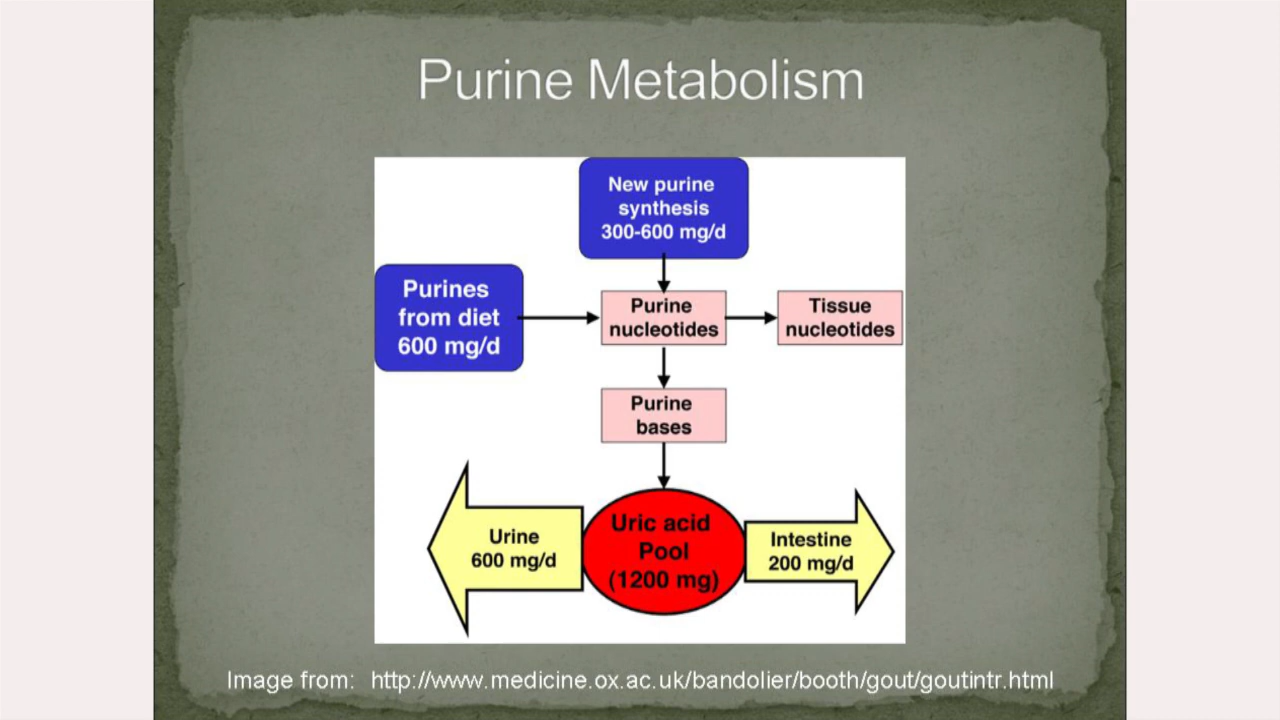 Purine Metabolism
New purine
synthesis
300-600 mg/d
Purines
from diet
600 mg/d
Purine
nucleotides
Tissue
nucleotides
Purine
bases
Urine
600 mg/d
Uric acid
Pool
(1200 mg)
Intestine
200 mg/d
Image from: http://www.medicine.ox.ac.uk/bandolier/booth/gout/goutintr.html